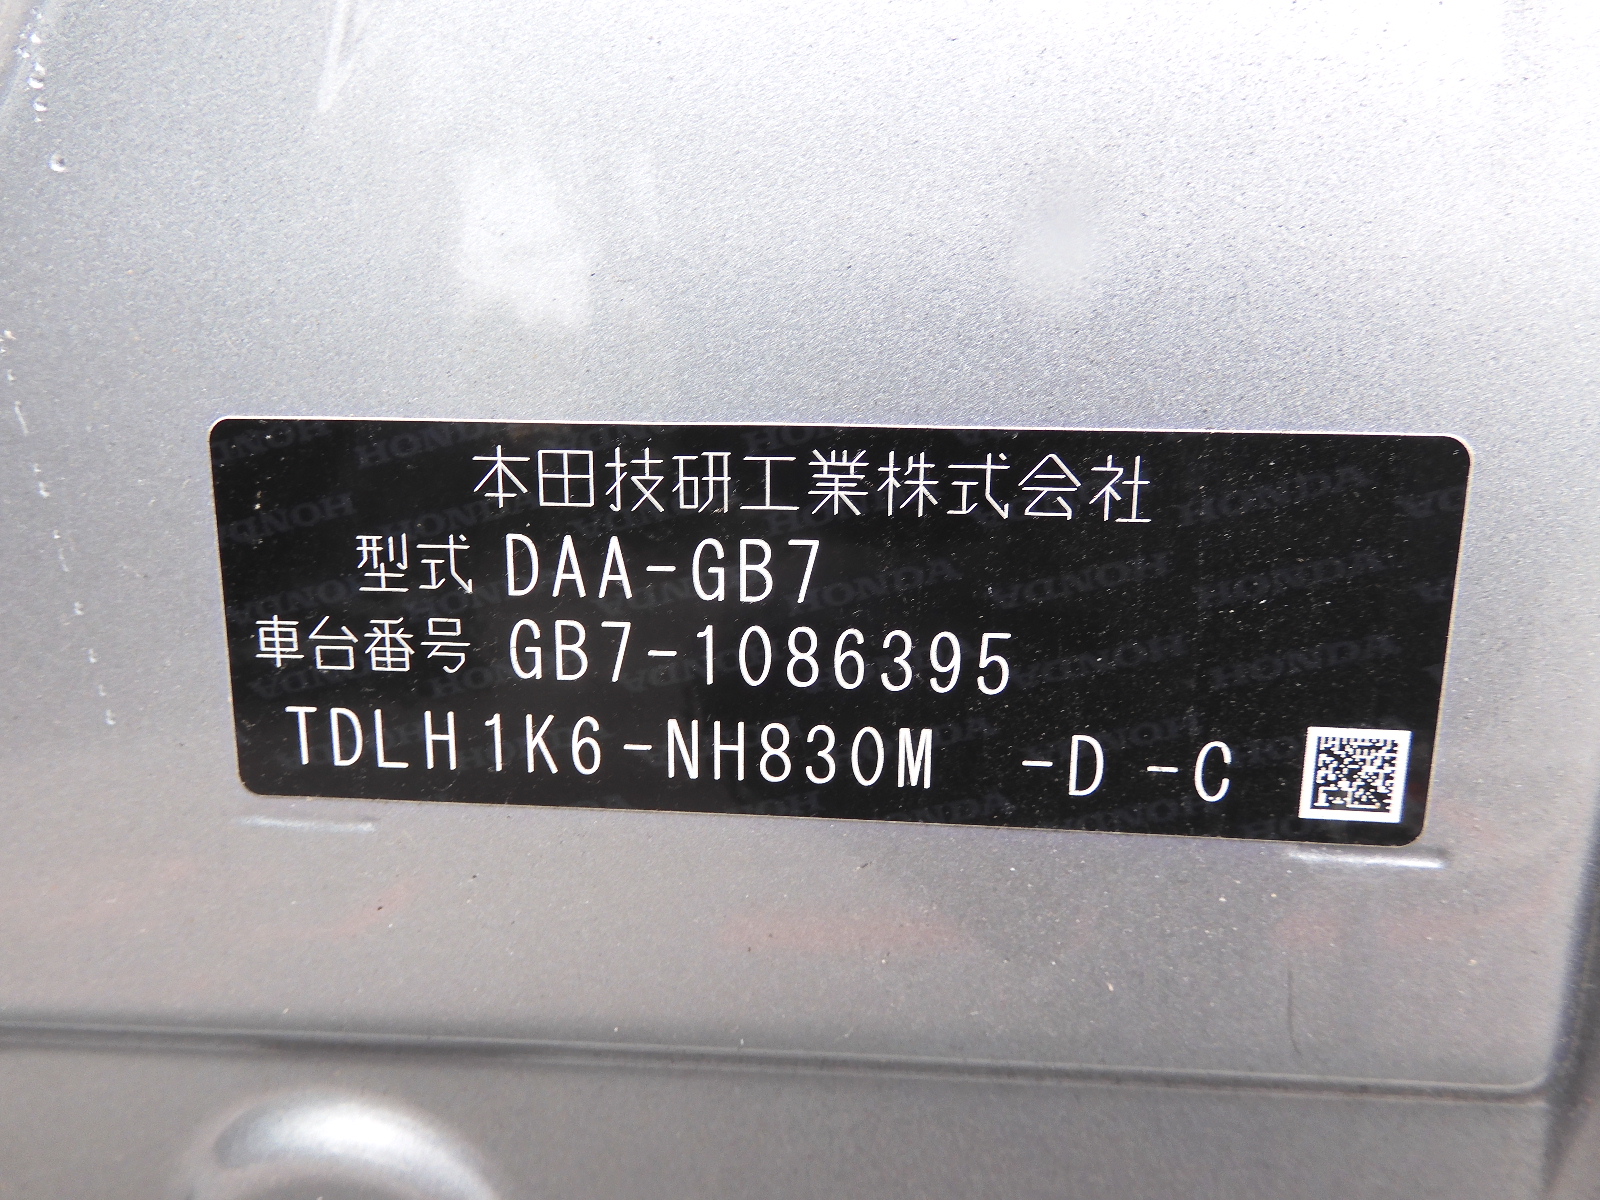 本田技研工業株式会社
型式 DAA-GB7
車台番号 GB7-1086395
TDLH1K6-NH830M -D -C